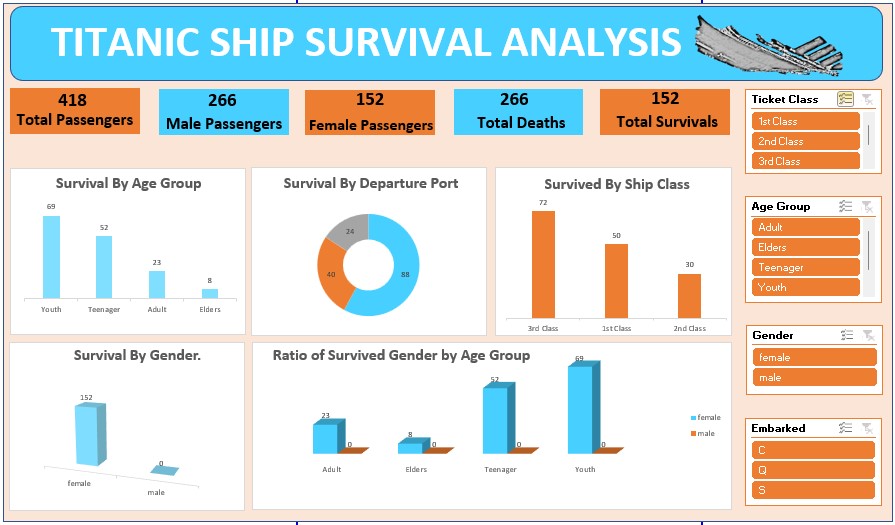 TITANIC SHIP SURVIVAL ANALYSIS
418
Total Passengers
266
Male Passengers
152
Female Passengers
266
Total Deaths
152
Total Survivals
Ticket Class
1st Class
2nd Class
3rd Class
Survival By Age Group
69
52
23
8
Youth
Teenager
Adult
Elders
Survival By Departure Port
24
40
88
Survived By Ship Class
72
50
30
3rd Class
1st Class
2nd Class
Age Group
Adult
Elders
Teenager
Youth
Survival By Gender.
152
0
female
male
Ratio of Survived Gender by Age Group
23
0
8
0
52
0
69
0
Adult
Elders
Teenager
Youth
female
male
Gender
female
male
Embarked
C
Q
S